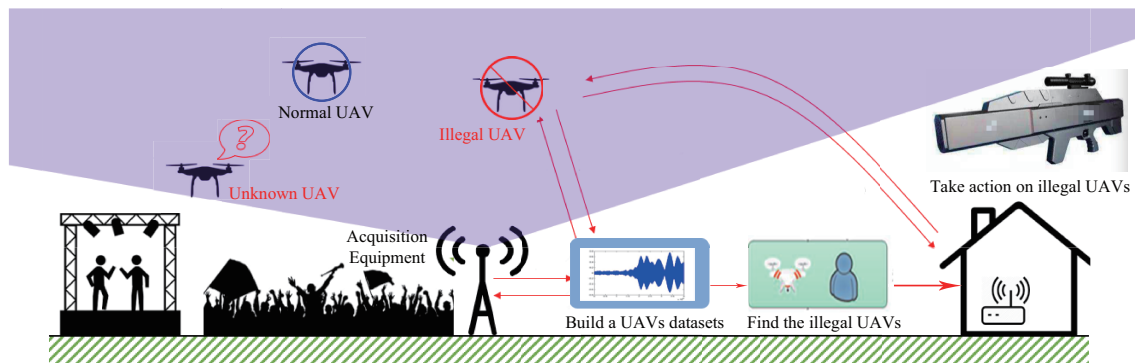 ?
Normal UAV
Illegal UAV
Unknown UAV
Take action on illegal UAVs
Acquisition
Equipment
Build a UAVs datasets
Find the illegal UAVs